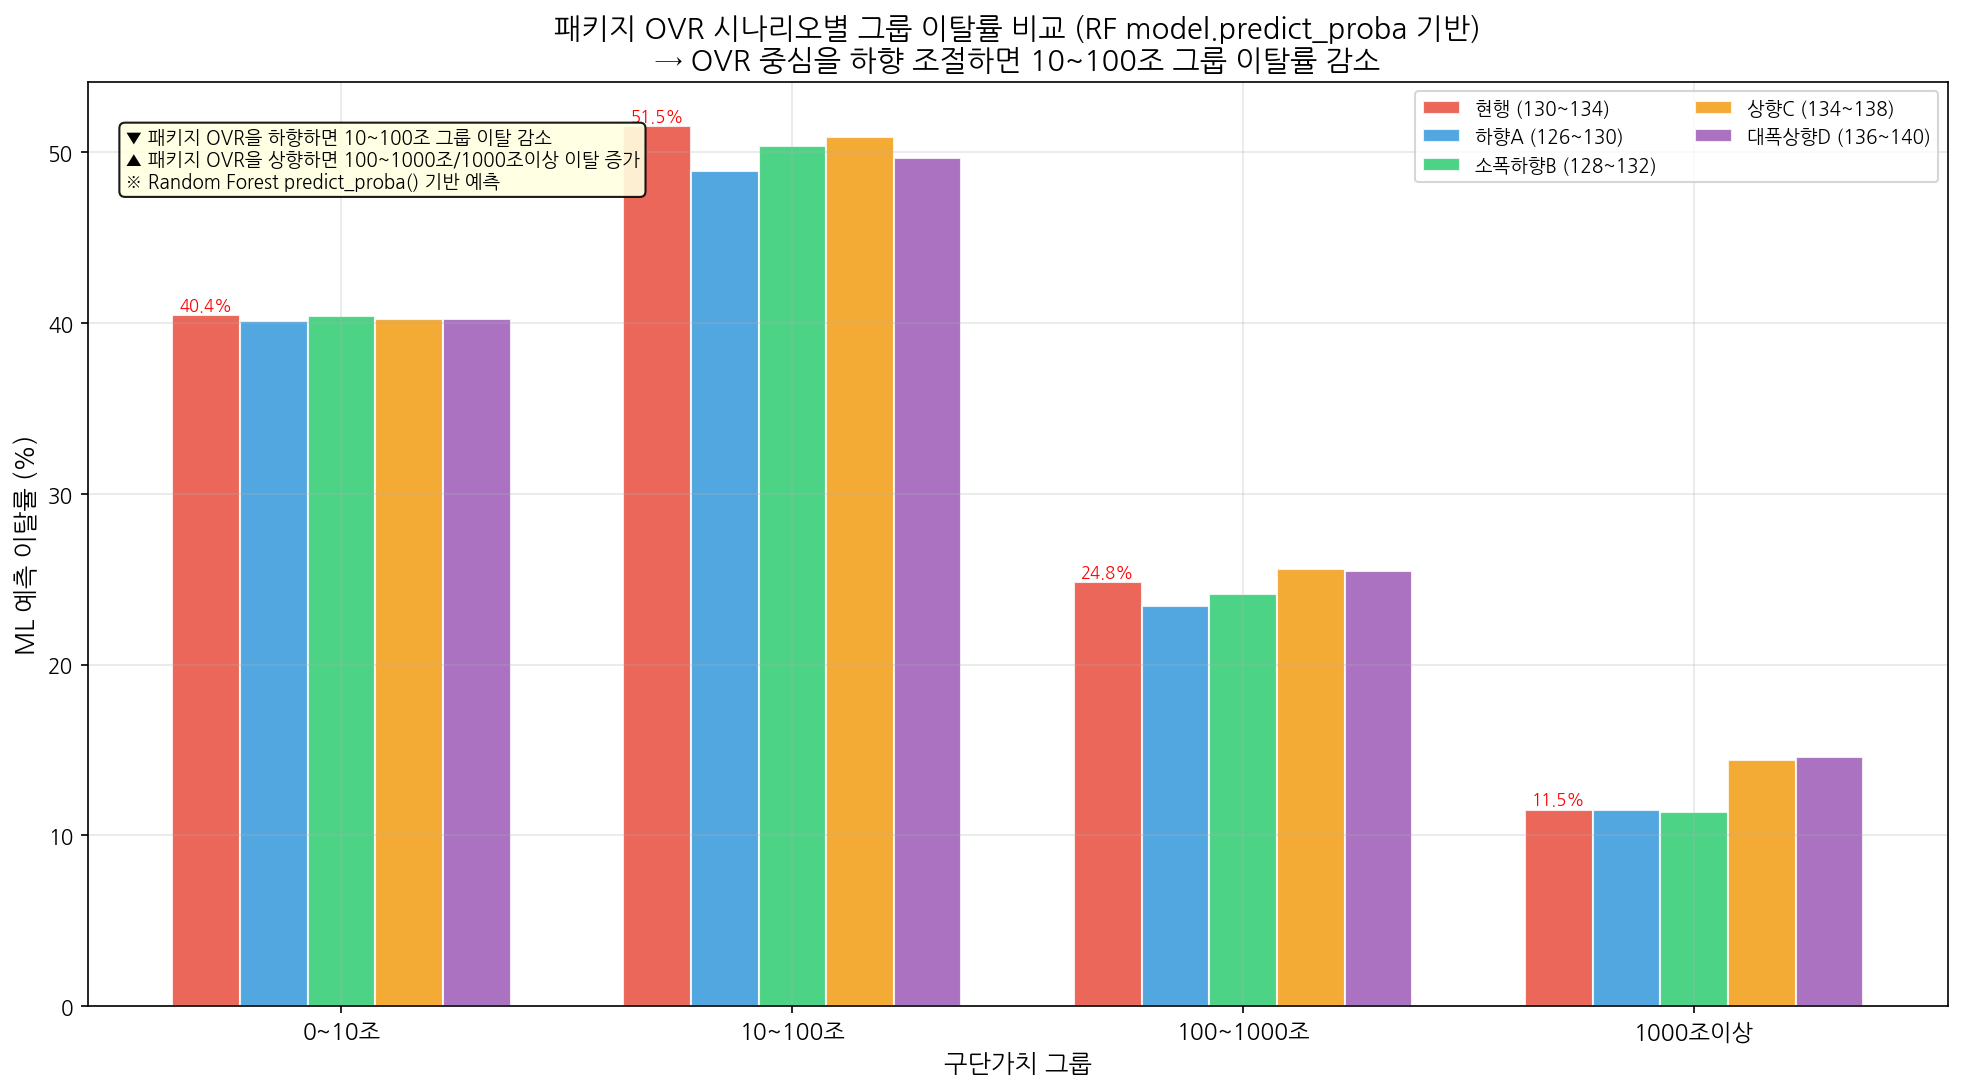 패키지 OVR 시나리오별 그룹 이탈률 비교 (RF model.predict_proba 기반)
→ OVR 중심을 하향 조절하면 10~100조 그룹 이탈률 감소
▼ 패키지 OVR을 하향하면 10~100조 그룹 이탈 감소
▲ 패키지 OVR을 상향하면 100~1000조/1000조이상 이탈 증가
※ Random Forest predict_proba() 기반 예측
현행 (130~134)
하향A (126~130)
소폭하향B (128~132)
상향C (134~138)
대폭상향D (136~140)
ML 예측 이탈률 (%)
50
40
30
20
10
0
40.4%
51.5%
24.8%
11.5%
0~10조
10~100조
100~1000조
1000조이상
구단가치 그룹